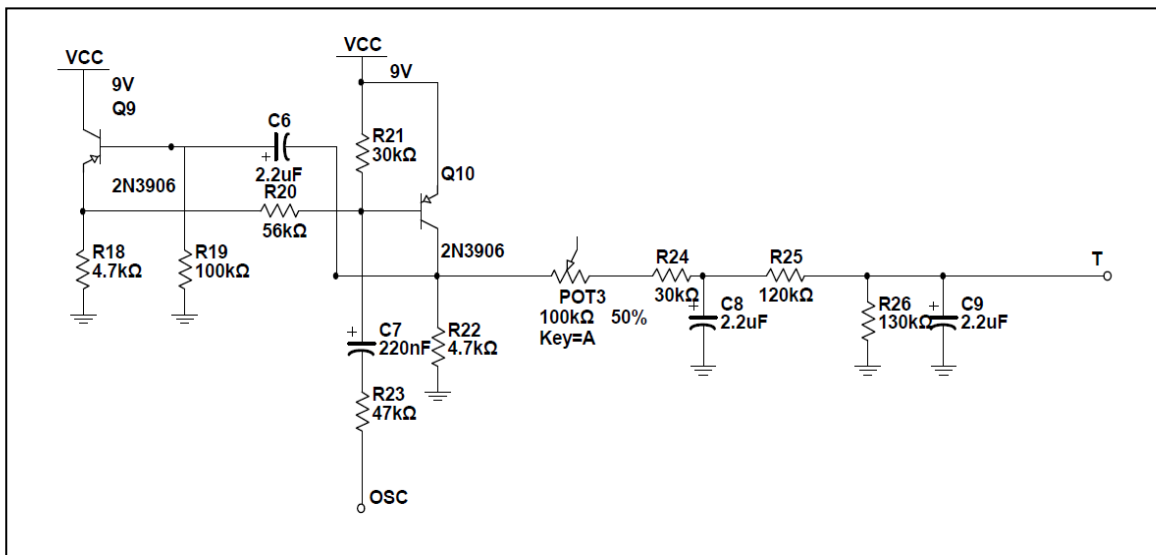 VCC
9V
Q9
2N3906
VCC
9V
C6
+
2.2uF
R21
30kΩ
Q10
2N3906
R20
56kΩ
R18
4.7kΩ
R19
100kΩ
+
C7
220nF
R22
4.7kΩ
R23
47kΩ
OSC
POT3
100kΩ 50%
Key=A
R24
30kΩ
+
C8
2.2uF
R25
120kΩ
R26
130kΩ
+
C9
2.2uF
T